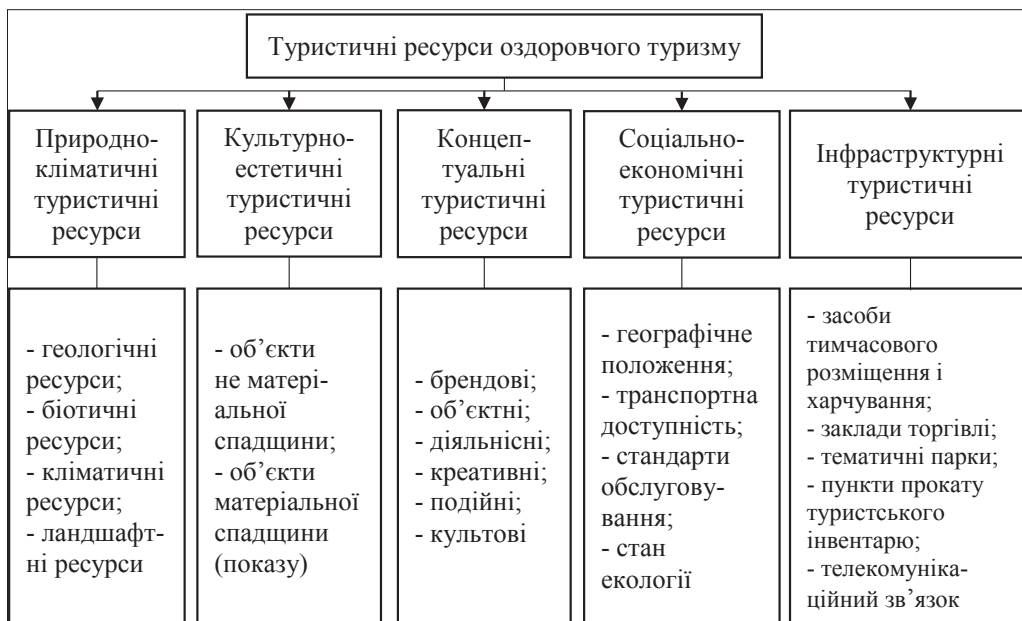 Туристичні ресурси оздоровчого туризму
Природно-
кліматичні
туристичні
ресурси
Культурно-
естетичні
туристичні
ресурси
Концеп-
туальні
туристичні
ресурси
Соціально-
економічні
туристичні
ресурси
Інфраструктурні
туристичні
ресурси
- геологічні
ресурси;
- біотичні
ресурси;
- кліматичні
ресурси;
- ландшафт-
ні ресурси
- об’єкти
не матері-
альної
спадщини;
- об’єкти
матеріальної
спадщини
(показу)
- брендові;
- об’єктні;
- діяльнісні;
- креативні;
- подійні;
- культові
- географічне
положення;
- транспортна
доступність;
- стандарти
обслугову-
вання;
- стан
екології
- засоби
тимчасового
розміщення і
харчування;
- заклади торгівлі;
- тематичні парки;
- пункти прокату
туристського
інвентарю;
- телекомуніка-
ційний зв’язок